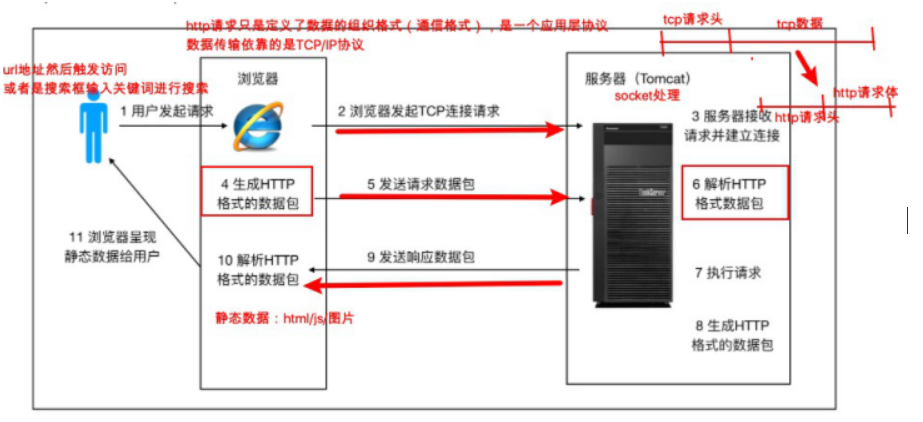 http请求只是定义了数据的组织格式（通信格式），是一个应用层协议
数据传输依靠的是TCP/IP协议
tcp请求头
tcp数据
url地址然后触发访问
或者是搜索框输入关键词进行搜索
浏览器
服务器（Tomcat）
socket处理
http请求体
http请求头
1 用户发起请求
2 浏览器发起TCP连接请求
3 服务器接收
请求并建立连接
4 生成HTTP
格式的数据包
5 发送请求数据包
6 解析HTTP
格式数据包
11 浏览器呈现
静态数据给用户
10 解析HTTP
格式的数据包
9 发送响应数据包
7 执行请求
静态数据：html/js/图片
8 生成HTTP
格式的数据包